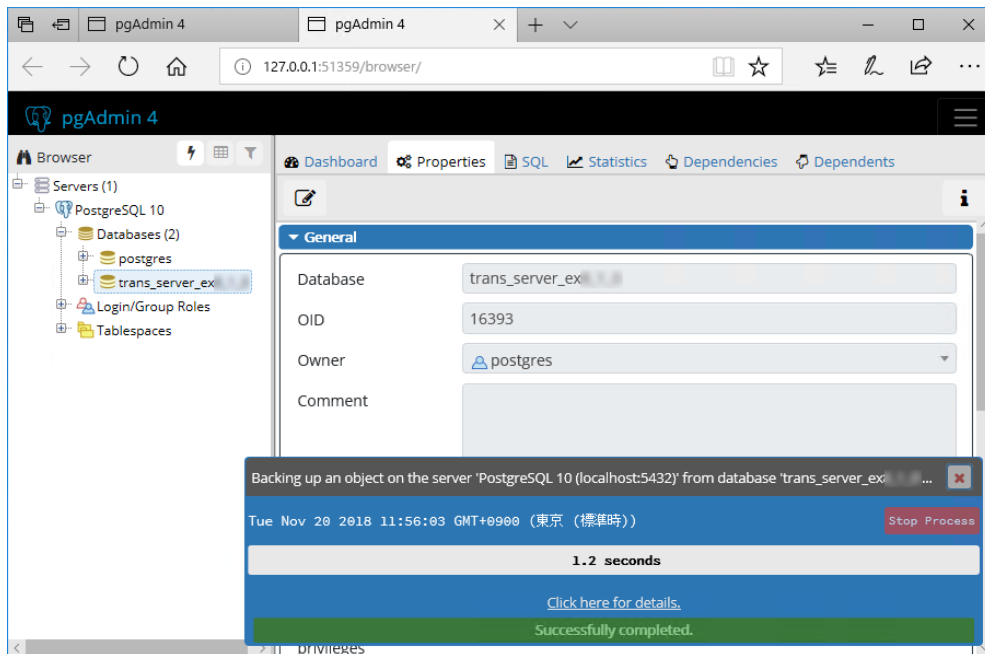 pgAdmin 4
pgAdmin 4
127.0.0.1:51359/browser/
pgAdmin 4
Browser
Dashboard Properties SQL Statistics Dependencies Dependents
Servers (1)
PostgreSQL 10
Databases (2)
postgres
trans_server_ex
Login/Group Roles
Tablespaces
General
Database trans_server_ex
OID 16393
Owner postgres
Comment
Backing up an object on the server 'PostgreSQL 10 (localhost:5432)' from database 'trans_server_ex ...
Tue Nov 20 2018 11:56:03 GMT+0900 (東京 (標準時)) Stop Process
1.2 seconds
Click here for details.
Successfully completed.
privileges